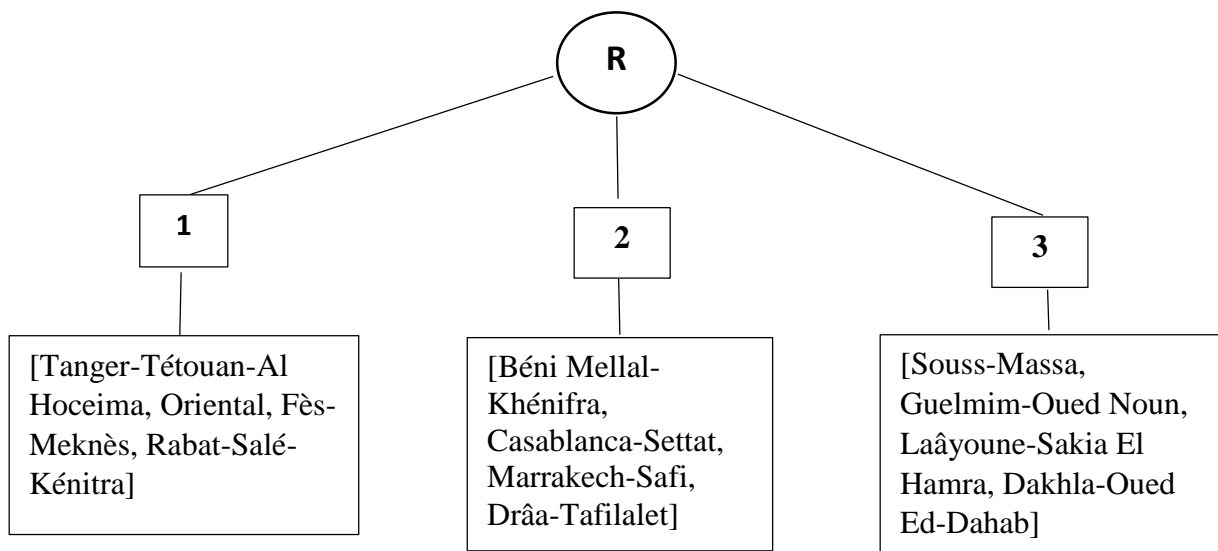 R
1
2
3
[Tanger-Tétouan-Al
Hoceima, Oriental, Fès-
Meknès, Rabat-Salé-
Kénitra]
[Béni Mellal-
Khénifra,
Casablanca-Settat,
Marrakech-Safi,
Drâa-Tafilalet]
[Souss-Massa,
Guelmim-Oued Noun,
Laâyoune-Sakia El
Hamra, Dakhla-Oued
Ed-Dahab]